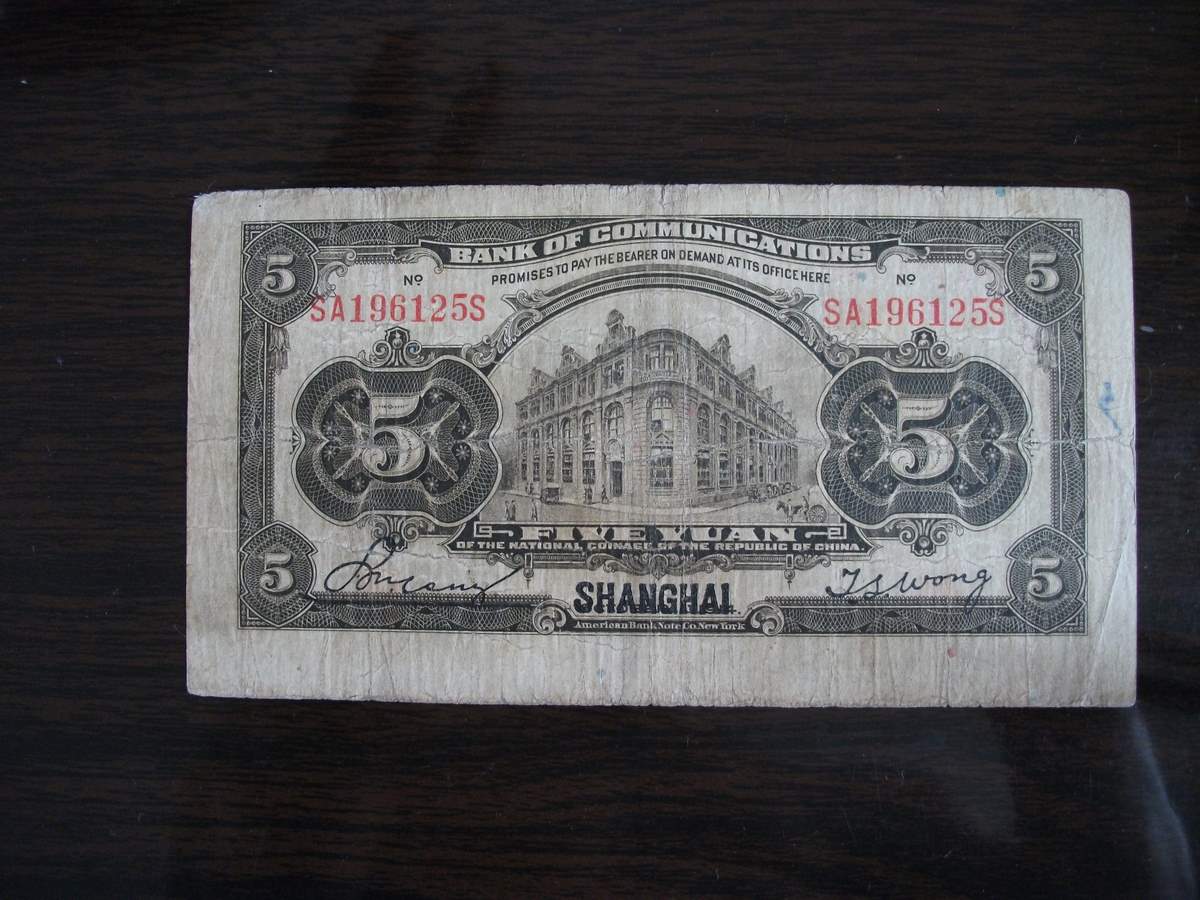 5 BANK OF COMMUNICATIONS 5
PROMISES TO PAY THE BEARER ON DEMAND AT ITS OFFICE HERE
Nº Nº
SA196125S SA196125S
5 5
FIVE YUAN
OF THE NATIONAL COINAGE OF THE REPUBLIC OF CHINA.
5 5
T S Wong
SHANGHAI.
American Bank Note Co. New York